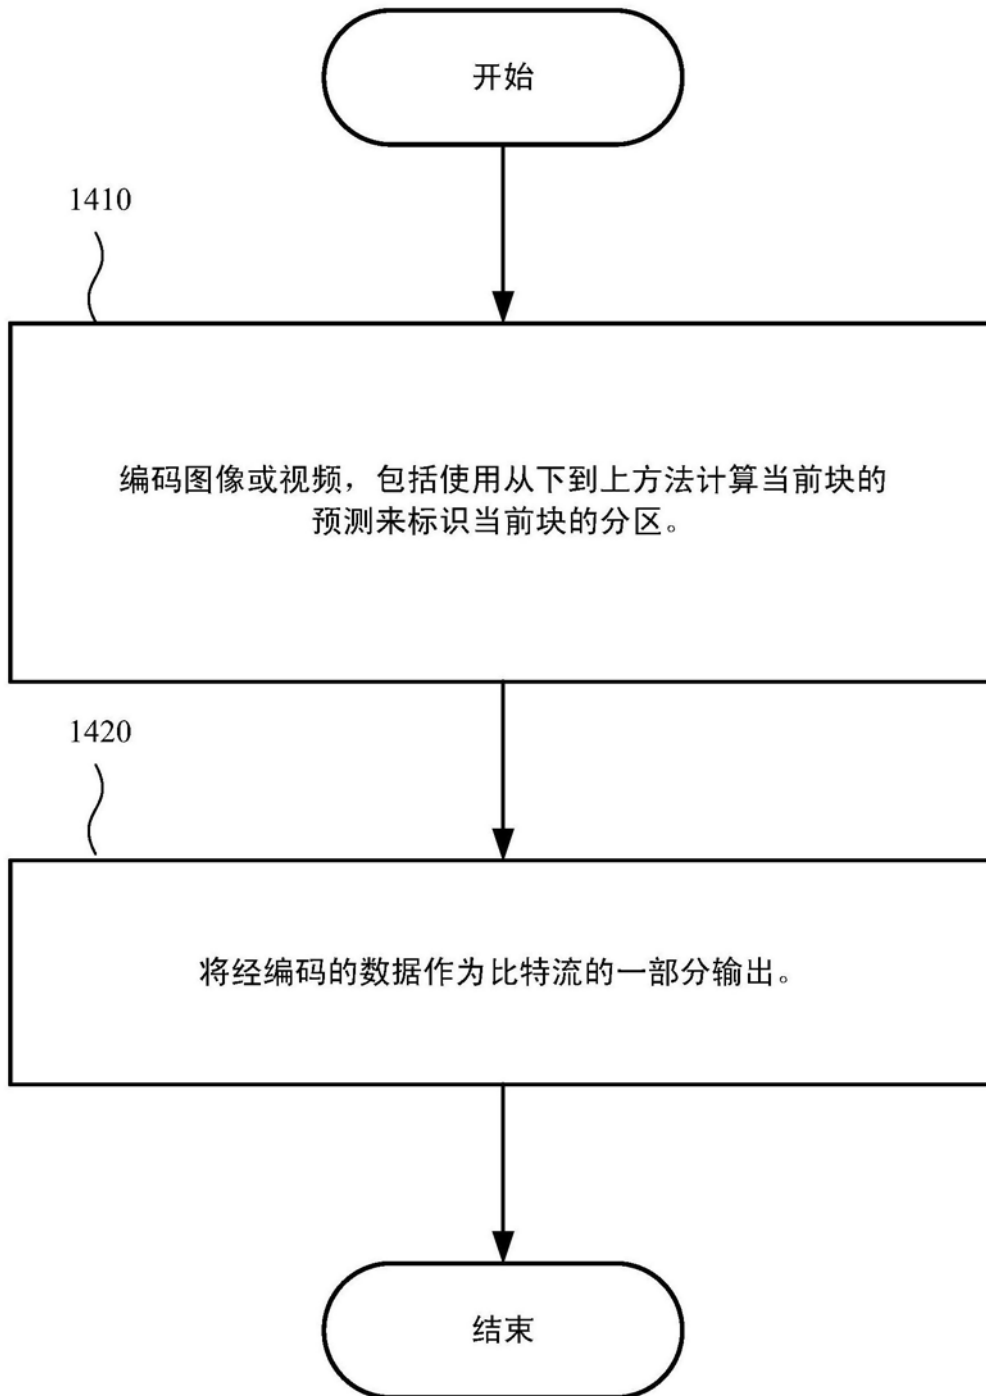 开始
1410
编码图像或视频，包括使用从下到上方法计算当前块的
预测来标识当前块的分区。
1420
将经编码的数据作为比特流的一部分输出。
结束